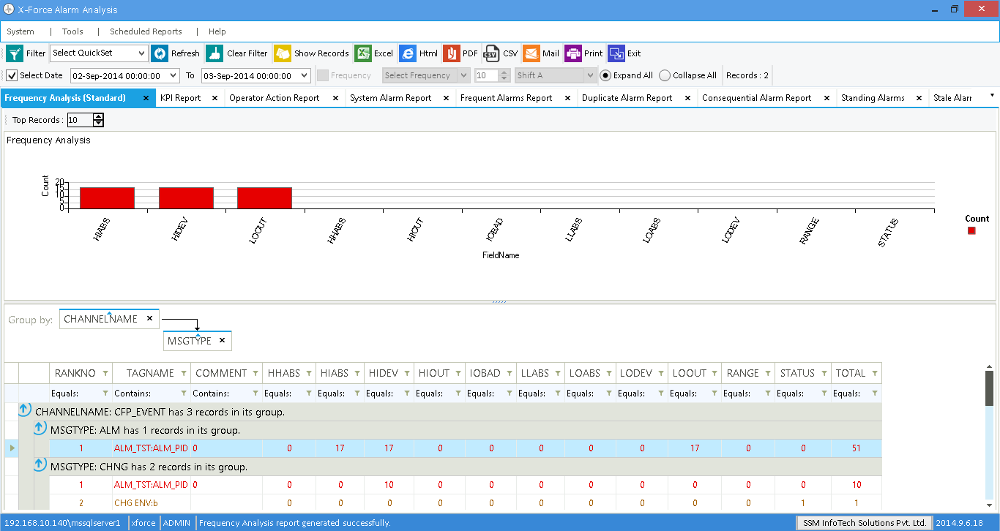 X-Force Alarm Analysis
System | Tools | Scheduled Reports | Help
Filter Select QuickSet Refresh Clear Filter Show Records Excel Html PDF CSV Mail Print Exit
Select Date 02-Sep-2014 00:00:00 To 03-Sep-2014 00:00:00 Frequency Select Frequency 10 Shift A Expand All Collapse All Records : 2
Frequency Analysis (Standard) KPI Report Operator Action Report System Alarm Report Frequent Alarms Report Duplicate Alarm Report Consequential Alarm Report Standing Alarms Stale Alarr
Top Records : 10
Frequency Analysis
Count
20
15
10
5
0
HIABS HIDEV LOOUT HHABS HIOUT IOBAD LLABS LOABS LODEV RANGE STATUS
FieldName
Count
Group by: CHANNELNAME
MSGTYPE
RANKNO TAGNAME COMMENT HHABS HIABS HIDEV HIOUT IOBAD LLABS LOABS LODEV LOOUT RANGE STATUS TOTAL
Equals: Contains: Contains: Equals: Equals: Equals: Equals: Equals: Equals: Equals: Equals: Equals: Equals: Equals: Equals:
CHANNELNAME: CFP_EVENT has 3 records in its group.
MSGTYPE: ALM has 1 records in its group.
1 ALM_TST:ALM_PID 0 0 17 17 0 0 0 0 0 17 0 0 51
MSGTYPE: CHNG has 2 records in its group.
1 ALM_TST:ALM_PID 0 0 0 10 0 0 0 0 0 0 0 0 10
2 CHG ENV:b 0 0 0 0 0 0 0 0 0 0 1 1
192.168.10.140\mssqlserver1 xforce ADMIN Frequency Analysis report generated successfully. SSM InfoTech Solutions Pvt. Ltd. 2014.9.6.18